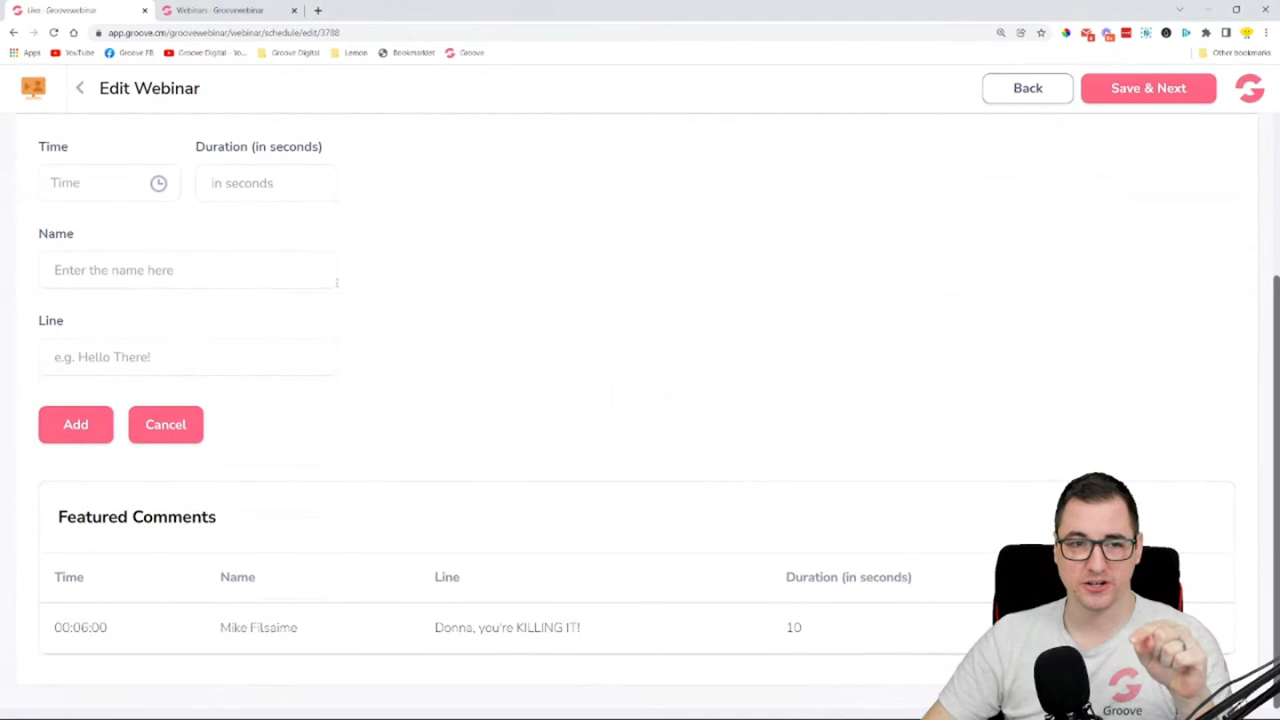 Live - Groovewebinar
Webinars - Groovewebinar
app.groove.cm/groovewebinar/webinar/schedule/edit/3788
Apps YouTube Groove FB Groove Digital - Yo... Groove Digital Lemon Bookmarklet Groove Other bookmarks
Edit Webinar
Back
Save & Next
Time
Duration (in seconds)
Time
in seconds
Name
Enter the name here
Line
e.g. Hello There!
Add
Cancel
Featured Comments
Time Name Line Duration (in seconds)
00:06:00 Mike Filsaime Donna, you're KILLING IT! 10
Groove